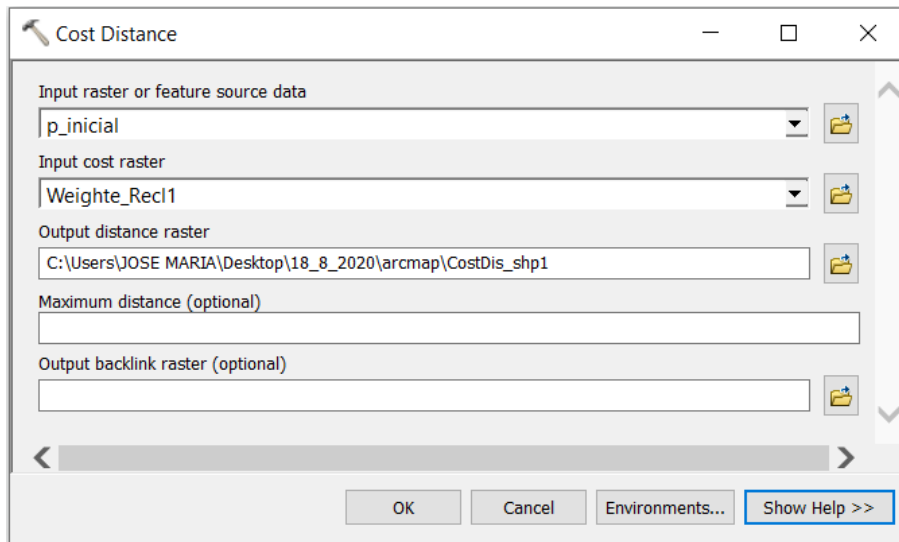 Cost Distance
Input raster or feature source data
p_inicial
Input cost raster
Weighte_Recl1
Output distance raster
C:\Users\JOSE MARIA\Desktop\18_8_2020\arcmap\CostDis_shp1
Maximum distance (optional)
Output backlink raster (optional)
OK Cancel Environments... Show Help >>